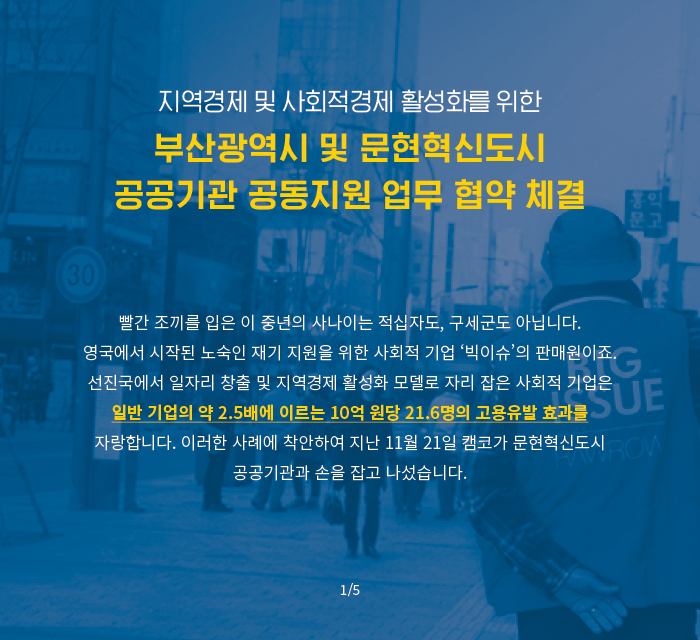 지역경제 및 사회적경제 활성화를 위한
부산광역시 및 문현혁신도시
공공기관 공동지원 업무 협약 체결
30
홍익
문고
빨간 조끼를 입은 이 중년의 사나이는 적십자도, 구세군도 아닙니다.
영국에서 시작된 노숙인 재기 지원을 위한 사회적 기업 ‘빅이슈’의 판매원이죠.
선진국에서 일자리 창출 및 지역경제 활성화 모델로 자리 잡은 사회적 기업은
일반 기업의 약 2.5배에 이르는 10억 원당 21.6명의 고용유발 효과를
자랑합니다. 이러한 사례에 착안하여 지난 11월 21일 캠코가 문현혁신도시
공공기관과 손을 잡고 나섰습니다.
BIG
ISSUE
1/5